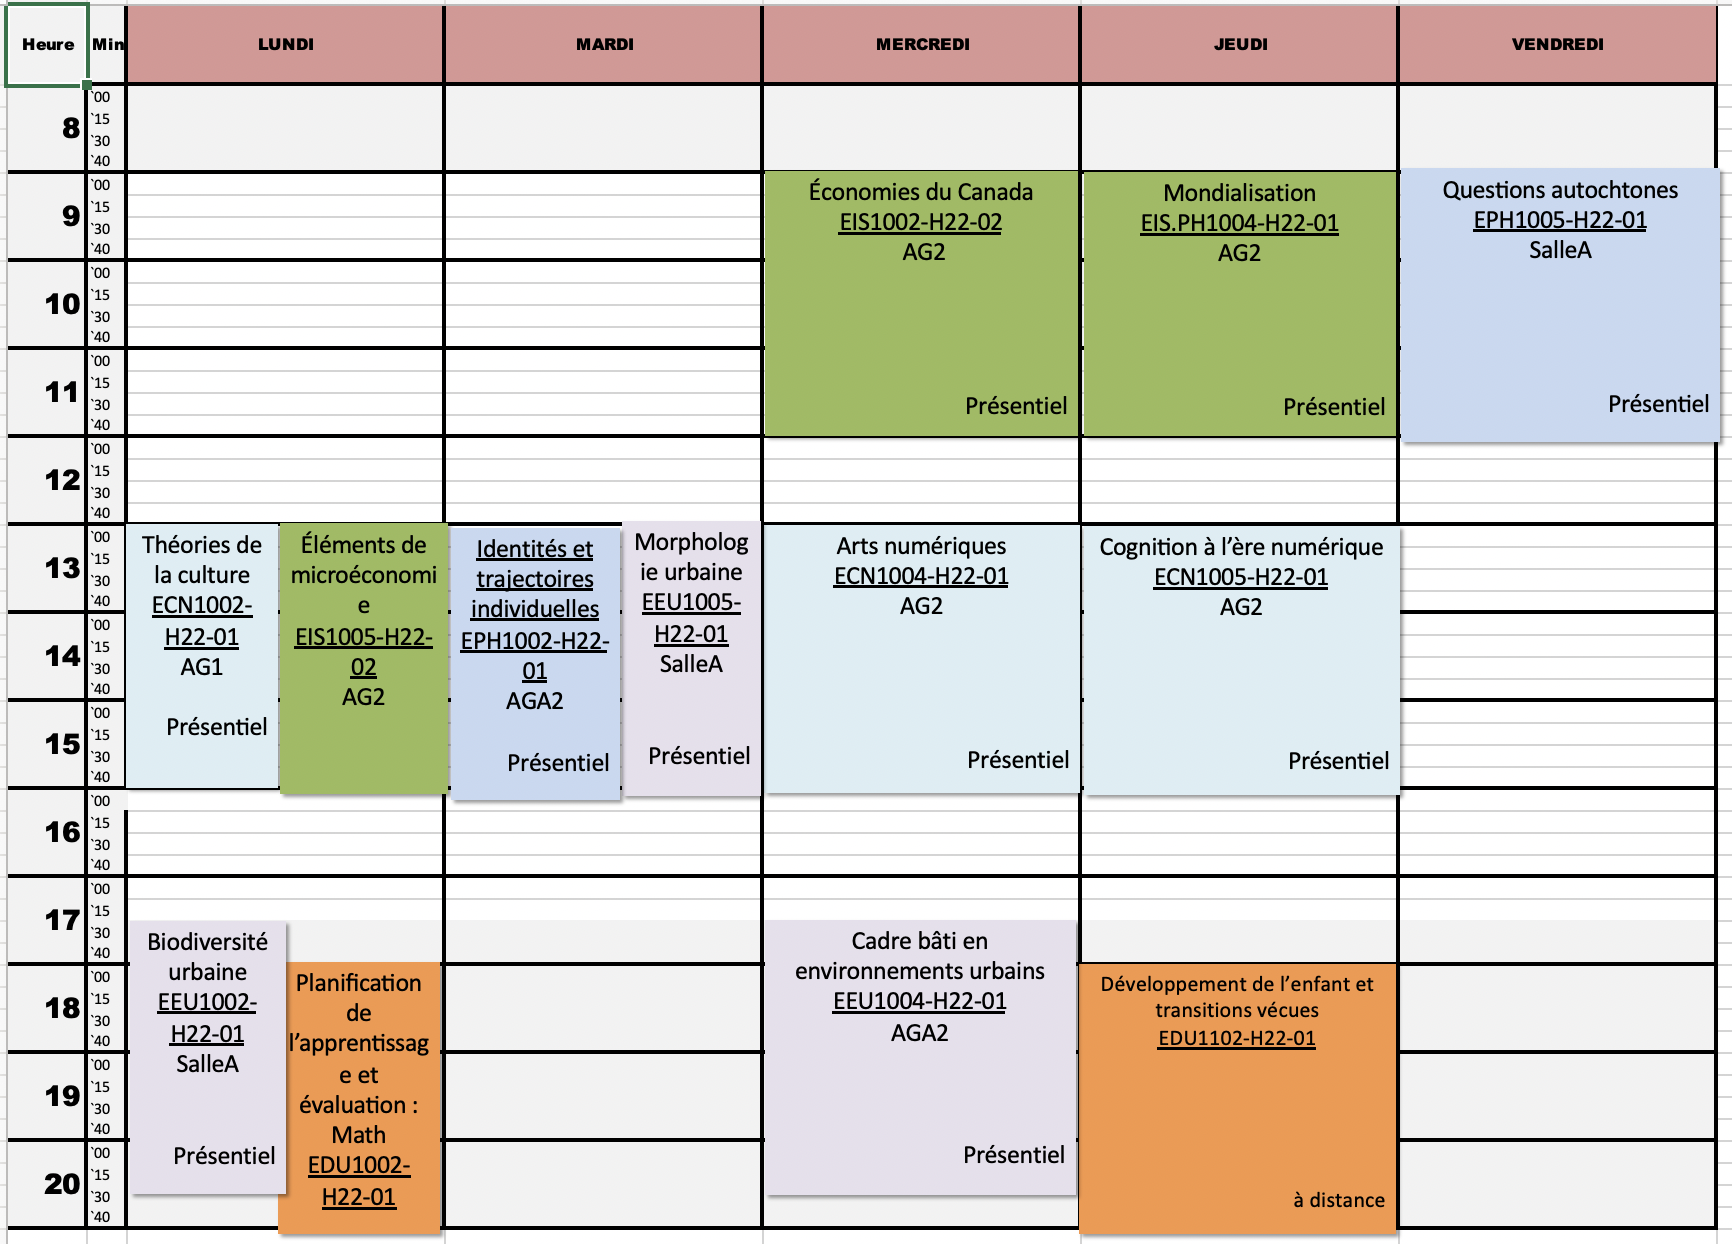 Heure Min LUNDI MARDI MERCREDI JEUDI VENDREDI
8
`00
`15
`30
`40
9
`00
`15
`30
`40
10
`00
`15
`30
`40
11
`00
`15
`30
`40
12
`00
`15
`30
`40
13
`00
`15
`30
`40
14
`00
`15
`30
`40
15
`00
`15
`30
`40
16
`00
`15
`30
`40
17
`00
`15
`30
`40
18
`00
`15
`30
`40
19
`00
`15
`30
`40
20
`00
`15
`30
`40
Économies du Canada
EIS1002-H22-02
AG2
Présentiel
Mondialisation
EIS.PH1004-H22-01
AG2
Présentiel
Questions autochtones
EPH1005-H22-01
SalleA
Présentiel
Théories de
la culture
ECN1002-
H22-01
AG1
Présentiel
Éléments de
microéconomi
e
EIS1005-H22-
02
AG2
Identités et
trajectoires
individuelles
EPH1002-H22-
01
AGA2
Présentiel
Morpholog
ie urbaine
EEU1005-
H22-01
SalleA
Présentiel
Arts numériques
ECN1004-H22-01
AG2
Présentiel
Cognition à l’ère numérique
ECN1005-H22-01
AG2
Présentiel
Biodiversité
urbaine
EEU1002-
H22-01
SalleA
Présentiel
Planification
de
l’apprentissag
e et
évaluation :
Math
EDU1002-
H22-01
Cadre bâti en
environnements urbains
EEU1004-H22-01
AGA2
Présentiel
Développement de l’enfant et
transitions vécues
EDU1102-H22-01
à distance